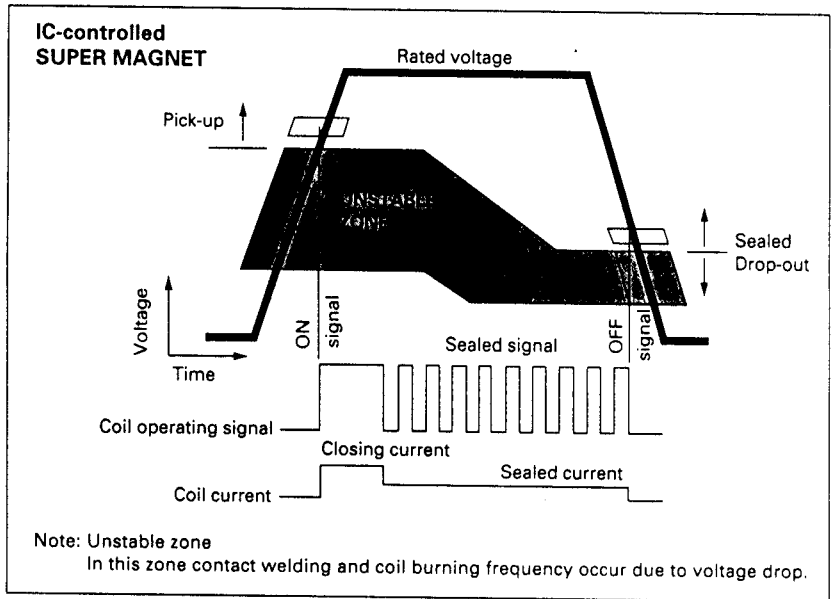 IC-controlled
SUPER MAGNET
Rated voltage
Pick-up
UNSTABLE
ZONE
Sealed
Drop-out
Voltage
Time
ON
signal
OFF
signal
Sealed signal
Coil operating signal
Closing current
Sealed current
Coil current
Note: Unstable zone
In this zone contact welding and coil burning frequency occur due to voltage drop.